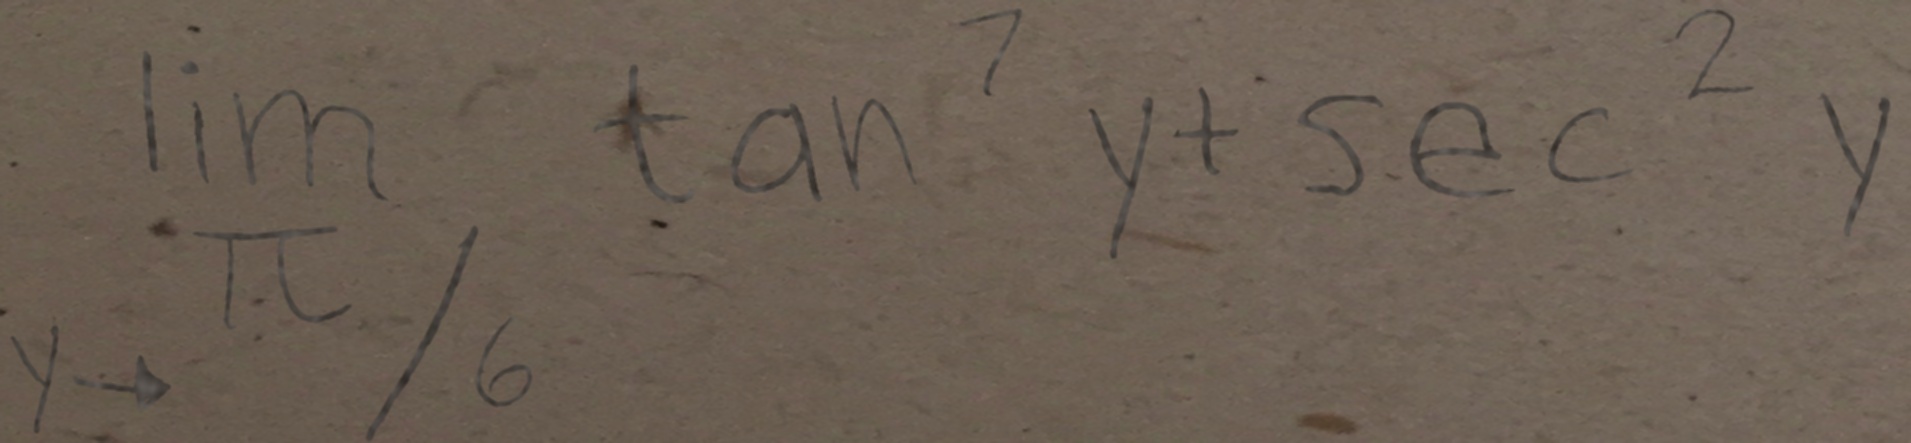 lim tan⁷ y + sec² y
y → π/6